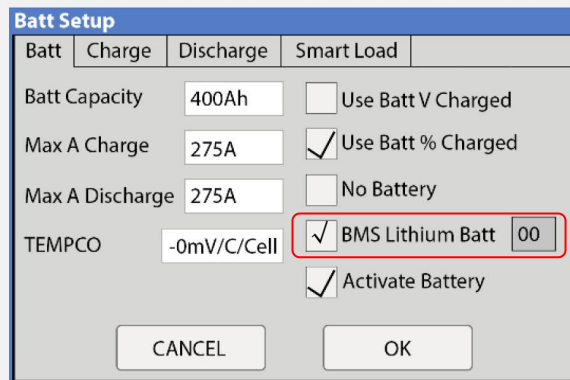 Batt Setup
Batt Charge Discharge Smart Load
Batt Capacity 400Ah Use Batt V Charged
Max A Charge 275A Use Batt % Charged
Max A Discharge 275A No Battery
TEMPCO -0mV/C/Cell BMS Lithium Batt 00
Activate Battery
CANCEL OK